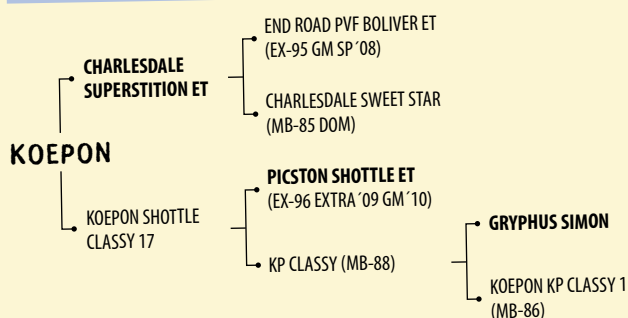 END ROAD PVF BOLIVER ET
(EX-95 GM SP´08)
CHARLESDALE
SUPERSTITION ET
CHARLESDALE SWEET STAR
(MB-85 DOM)
KOEPON
PICSTON SHOTTLE ET
(EX-96 EXTRA´09 GM´10)
KOEPON SHOTTLE
CLASSY 17
GRYPHUS SIMON
KP CLASSY (MB-88)
KOEPON KP CLASSY 1
(MB-86)